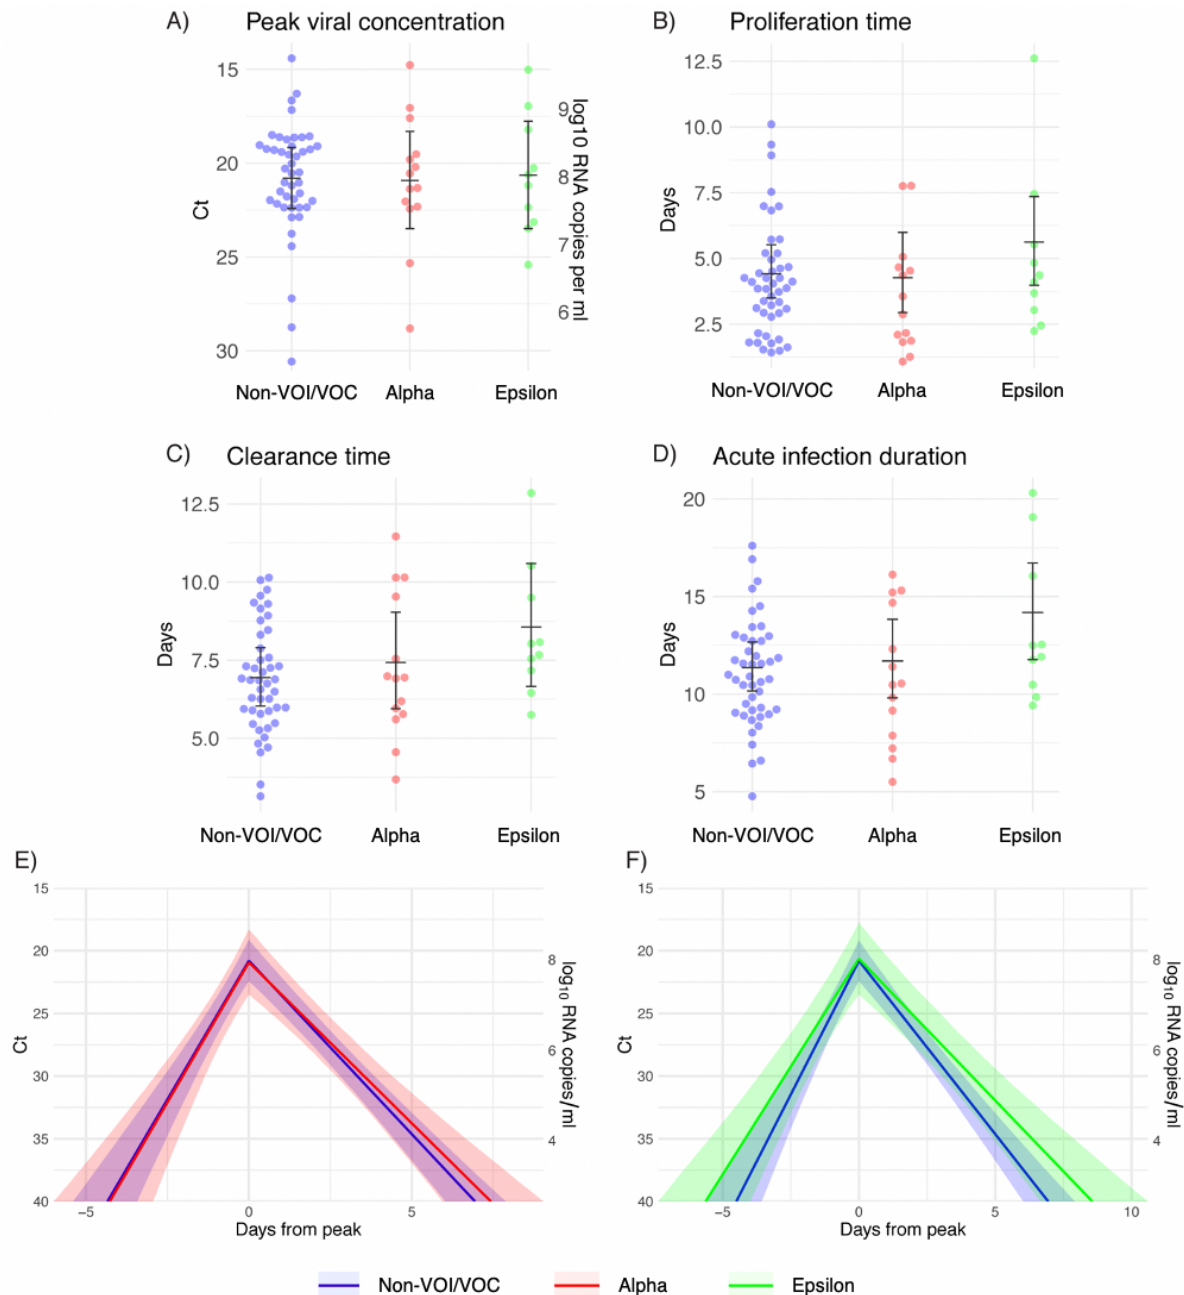 A) Peak viral concentration
15
20
25
30
Ct
9
8
7
6
log10 RNA copies per ml
Non-VOI/VOC Alpha Epsilon
B) Proliferation time
12.5
10.0
7.5
5.0
2.5
Days
Non-VOI/VOC Alpha Epsilon
C) Clearance time
12.5
10.0
7.5
5.0
Days
Non-VOI/VOC Alpha Epsilon
D) Acute infection duration
20
15
10
5
Days
Non-VOI/VOC Alpha Epsilon
E)
15
20
25
30
35
40
Ct
8
6
4
log₁₀ RNA copies/ml
−5 0 5
Days from peak
F)
15
20
25
30
35
40
Ct
8
6
4
log₁₀ RNA copies/ml
−5 0 5 10
Days from peak
Non-VOI/VOC Alpha Epsilon